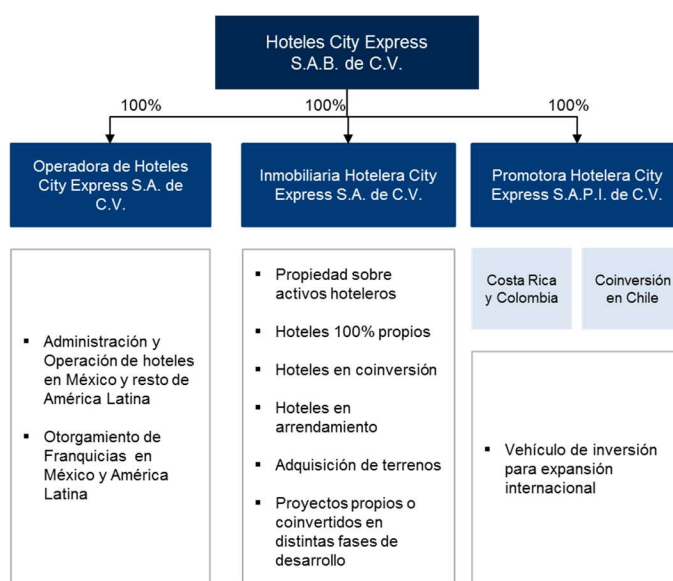 Hoteles City Express
S.A.B. de C.V.
100%
100%
100%
Operadora de Hoteles
City Express S.A. de
C.V.
Inmobiliaria Hotelera City
Express S.A. de C.V.
Promotora Hotelera City
Express S.A.P.I. de C.V.
▪ Administración y
Operación de hoteles
en México y resto de
América Latina
▪ Otorgamiento de
Franquicias en
México y América
Latina
▪ Propiedad sobre
activos hoteleros
▪ Hoteles 100% propios
▪ Hoteles en coinversión
▪ Hoteles en
arrendamiento
▪ Adquisición de terrenos
▪ Proyectos propios o
coinvertidos en
distintas fases de
desarrollo
Costa Rica
y Colombia
Coinversión
en Chile
▪ Vehículo de inversión
para expansión
internacional